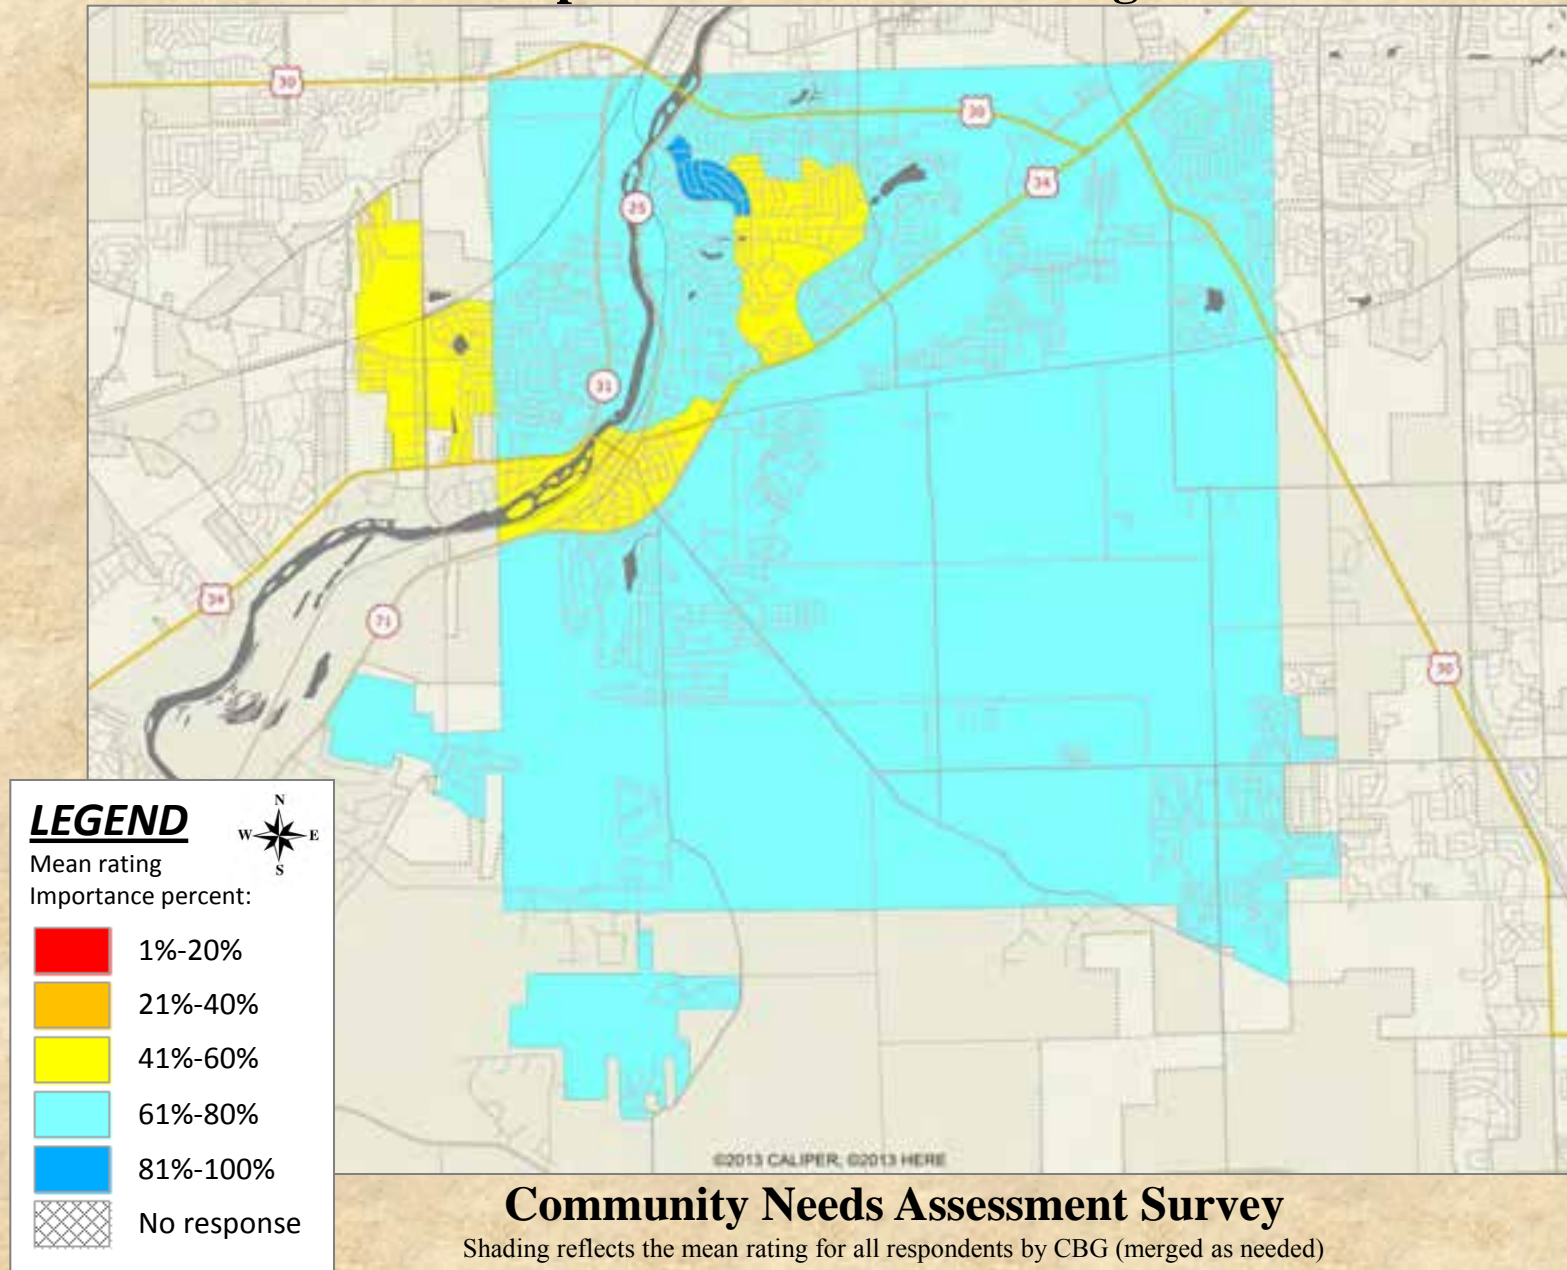 30
30
34
25
31
34
71
30
LEGEND
N
W E
S
Mean rating
Importance percent:
1%-20%
21%-40%
41%-60%
61%-80%
81%-100%
No response
©2013 CALIPER, ©2013 HERE
Community Needs Assessment Survey
Shading reflects the mean rating for all respondents by CBG (merged as needed)